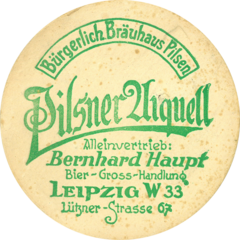 Bürgerlich Bräuhaus Pilsen
Pilsner Urquell
Alleinvertrieb:
Bernhard Haupt
Bier-Gross-Handlung
LEIPZIG W 33
Lützner-Strasse 67